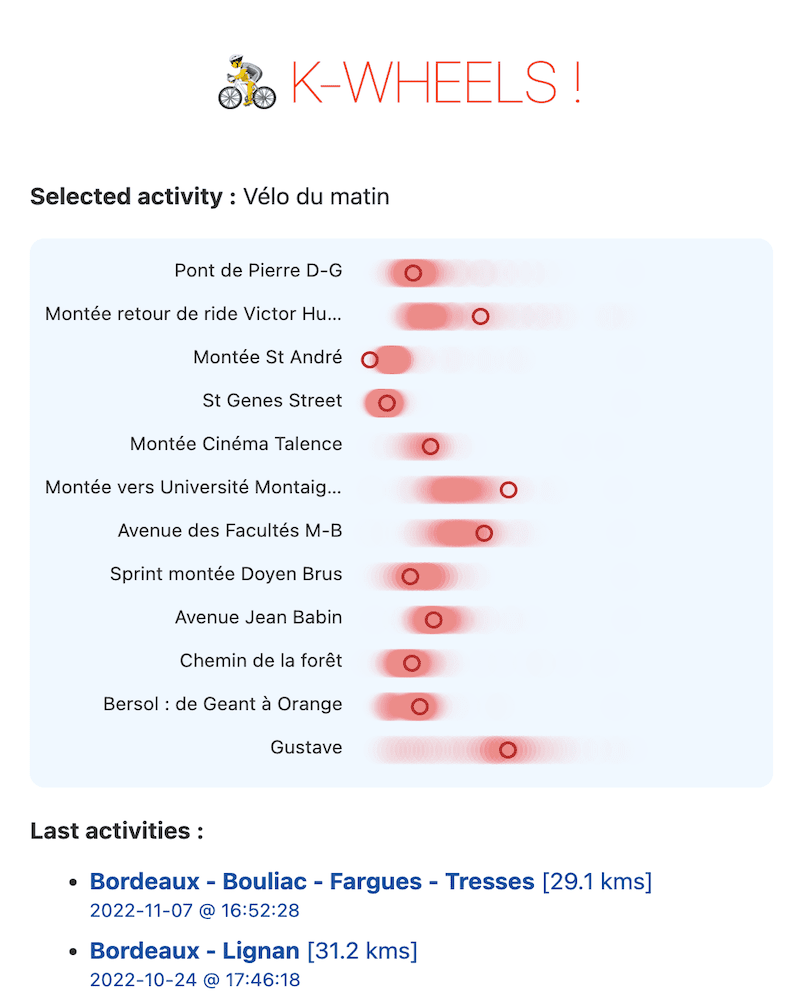 K-WHEELS !
Selected activity : Vélo du matin
Pont de Pierre D-G
Montée retour de ride Victor Hu...
Montée St André
St Genes Street
Montée Cinéma Talence
Montée vers Université Montaig...
Avenue des Facultés M-B
Sprint montée Doyen Brus
Avenue Jean Babin
Chemin de la forêt
Bersol : de Geant à Orange
Gustave
Last activities :
• Bordeaux - Bouliac - Fargues - Tresses [29.1 kms]
2022-11-07 @ 16:52:28
• Bordeaux - Lignan [31.2 kms]
2022-10-24 @ 17:46:18